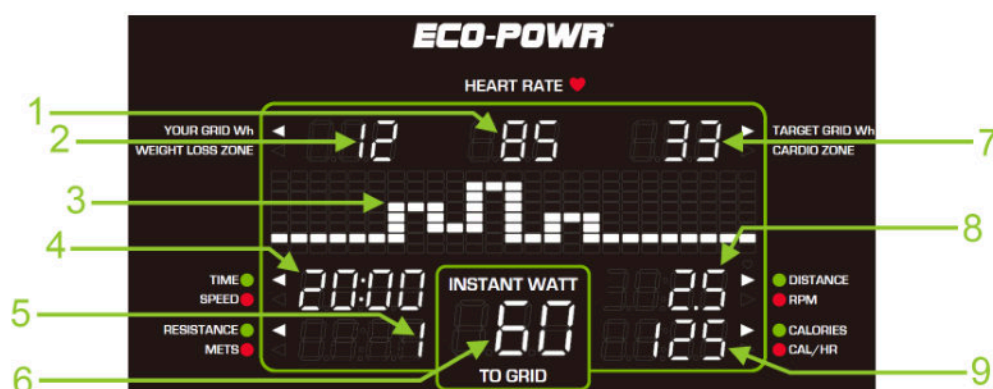 ECO-POWR™
HEART RATE
1
2
3
4
5
6
7
8
9
YOUR GRID Wh
WEIGHT LOSS ZONE
12
85
33
TARGET GRID Wh
CARDIO ZONE
TIME
SPEED
20:00
INSTANT WATT
60
TO GRID
2.5
DISTANCE
RPM
RESISTANCE
METS
1
125
CALORIES
CAL/HR